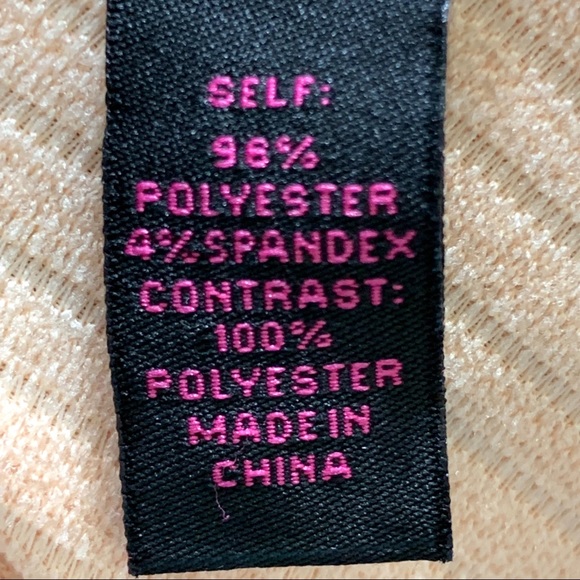 SELF:
96%
POLYESTER
4%SPANDEX
CONTRAST:
100%
POLYESTER
MADE IN
CHINA